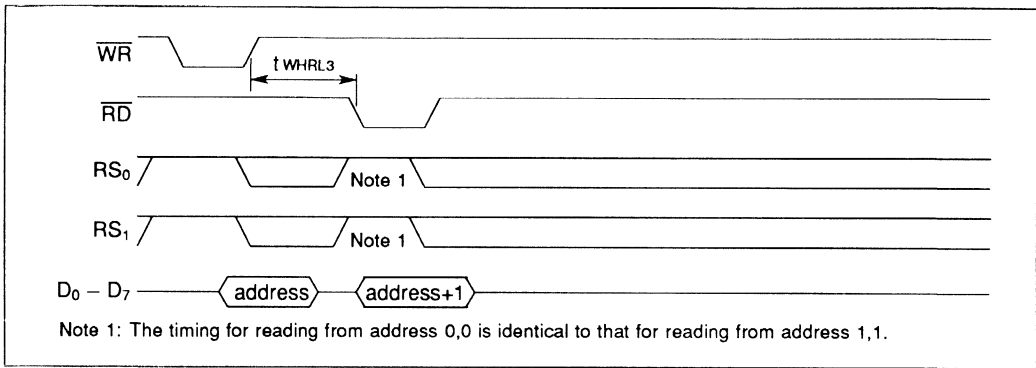 WR
t WHRL3
RD
RS0
Note 1
RS1
Note 1
D0 – D7
address
address+1
Note 1: The timing for reading from address 0,0 is identical to that for reading from address 1,1.